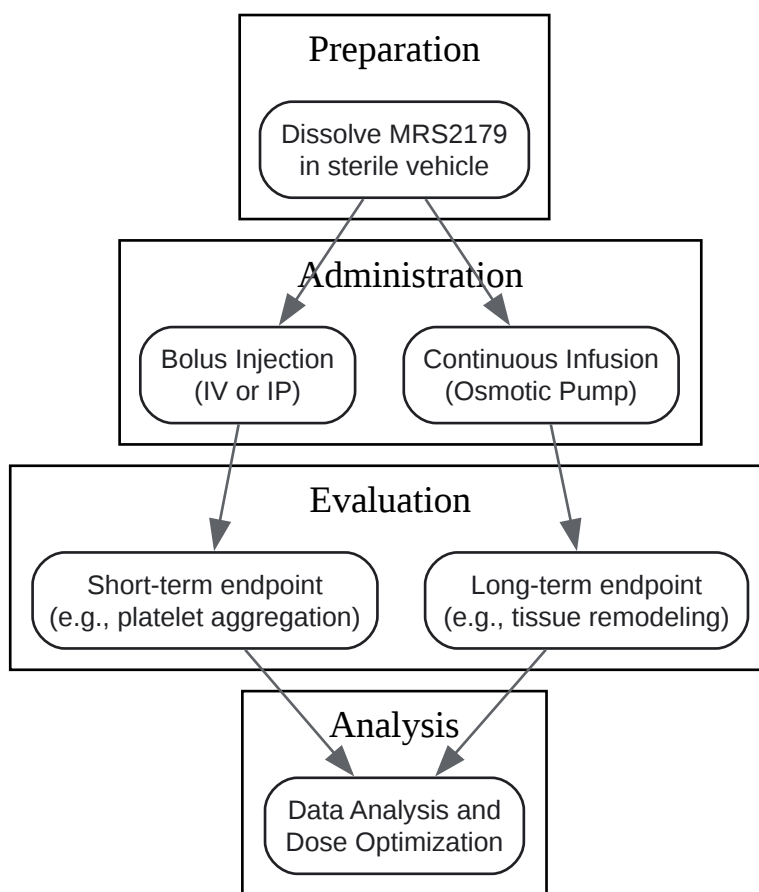 Preparation
Dissolve MRS2179
in sterile vehicle
Administration
Bolus Injection
(IV or IP)
Continuous Infusion
(Osmotic Pump)
Evaluation
Short-term endpoint
(e.g., platelet aggregation)
Long-term endpoint
(e.g., tissue remodeling)
Analysis
Data Analysis and
Dose Optimization